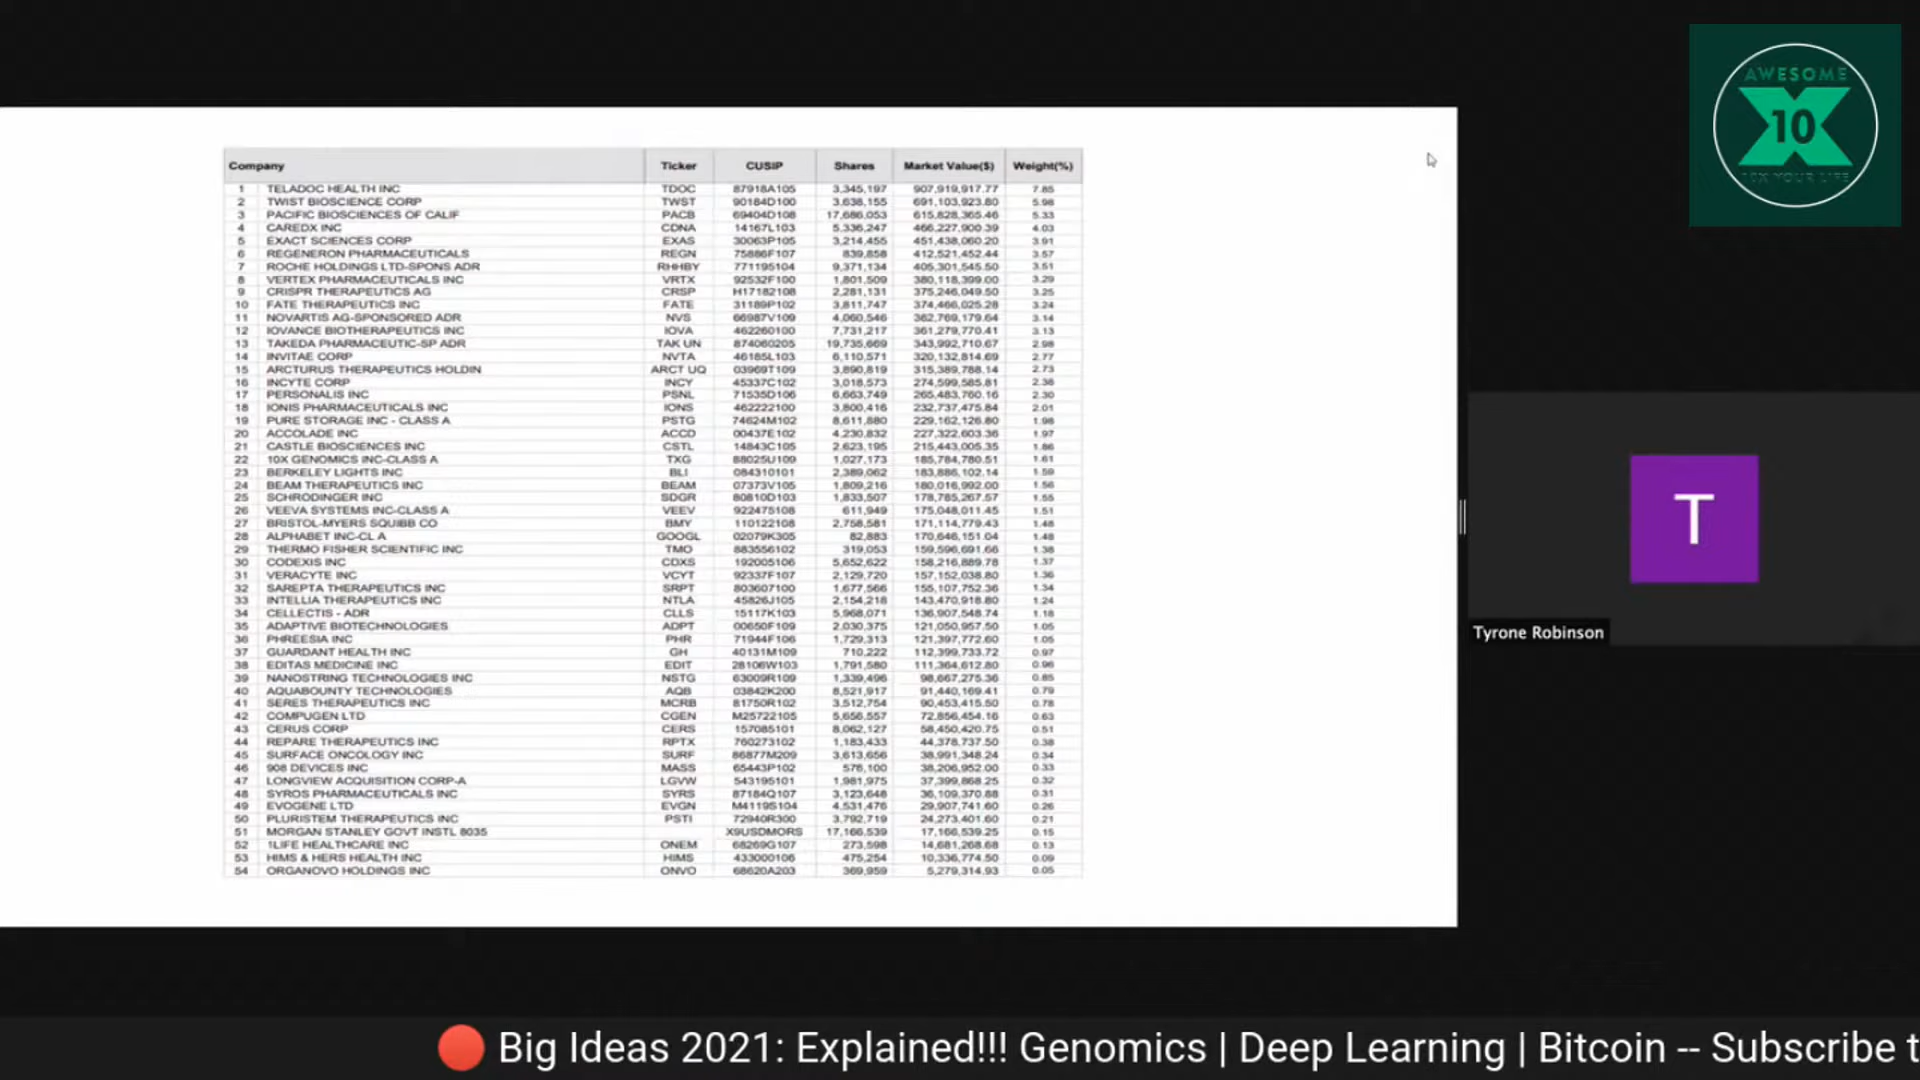 AWESOME
10
10X YOUR LIFE
Company Ticker CUSIP Shares Market Value($) Weight(%)
1 TELADOC HEALTH INC TDOC 87918A105 3,345,197 907,919,917.77 7.85
2 TWIST BIOSCIENCE CORP TWST 90184D100 3,638,155 691,103,923.80 5.98
3 PACIFIC BIOSCIENCES OF CALIF PACB 69404D108 17,686,053 615,828,365.46 5.33
4 CAREDX INC CDNA 14167L103 5,336,247 466,227,900.39 4.03
5 EXACT SCIENCES CORP EXAS 30063P105 3,214,455 451,438,060.20 3.91
6 REGENERON PHARMACEUTICALS REGN 75886F107 839,858 412,521,452.44 3.57
7 ROCHE HOLDINGS LTD-SPONS ADR RHHBY 771195104 9,371,134 405,301,545.50 3.51
8 VERTEX PHARMACEUTICALS INC VRTX 92532F100 1,801,509 380,118,399.00 3.29
9 CRISPR THERAPEUTICS AG CRSP H17182108 2,281,131 375,246,049.50 3.25
10 FATE THERAPEUTICS INC FATE 31189P102 3,811,747 374,466,025.28 3.24
11 NOVARTIS AG-SPONSORED ADR NVS 66987V109 4,060,546 362,769,179.64 3.14
12 IOVANCE BIOTHERAPEUTICS INC IOVA 462260100 7,731,217 361,279,770.41 3.13
13 TAKEDA PHARMACEUTIC-SP ADR TAK UN 874060205 19,735,669 343,992,710.67 2.98
14 INVITAE CORP NVTA 46185L103 6,110,571 320,132,814.69 2.77
15 ARCTURUS THERAPEUTICS HOLDIN ARCT UQ 03969T109 3,890,819 315,389,788.14 2.73
16 INCYTE CORP INCY 45337C102 3,018,573 274,599,585.81 2.38
17 PERSONALIS INC PSNL 71535D106 6,663,749 265,483,760.16 2.30
18 IONIS PHARMACEUTICALS INC IONS 462222100 3,800,416 232,737,475.84 2.01
19 PURE STORAGE INC - CLASS A PSTG 74624M102 8,611,880 229,162,126.80 1.98
20 ACCOLADE INC ACCD 00437E102 4,230,832 227,322,603.36 1.97
21 CASTLE BIOSCIENCES INC CSTL 14843C105 2,623,195 215,443,005.35 1.86
22 10X GENOMICS INC-CLASS A TXG 88025U109 1,027,173 185,784,780.51 1.61
23 BERKELEY LIGHTS INC BLI 084310101 2,389,062 183,886,102.14 1.59
24 BEAM THERAPEUTICS INC BEAM 07373V105 1,809,216 180,016,992.00 1.56
25 SCHRODINGER INC SDGR 80810D103 1,833,507 178,785,267.57 1.55
26 VEEVA SYSTEMS INC-CLASS A VEEV 922475108 611,949 175,048,011.45 1.51
27 BRISTOL-MYERS SQUIBB CO BMY 110122108 2,758,581 171,114,779.43 1.48
28 ALPHABET INC-CL A GOOGL 02079K305 82,883 170,646,151.04 1.48
29 THERMO FISHER SCIENTIFIC INC TMO 883556102 319,053 159,596,691.66 1.38
30 CODEXIS INC CDXS 192005106 5,652,622 158,216,889.78 1.37
31 VERACYTE INC VCYT 92337F107 2,129,720 157,152,038.80 1.36
32 SAREPTA THERAPEUTICS INC SRPT 803607100 1,677,566 155,107,752.36 1.34
33 INTELLIA THERAPEUTICS INC NTLA 45826J105 2,154,218 143,470,918.80 1.24
34 CELLECTIS - ADR CLLS 15117K103 5,968,071 136,907,548.74 1.18
35 ADAPTIVE BIOTECHNOLOGIES ADPT 00650F109 2,030,375 121,050,957.50 1.05
36 PHREESIA INC PHR 71944F106 1,729,313 121,397,772.60 1.05
37 GUARDANT HEALTH INC GH 40131M109 710,222 112,399,733.72 0.97
38 EDITAS MEDICINE INC EDIT 28106W103 1,791,580 111,364,612.80 0.96
39 NANOSTRING TECHNOLOGIES INC NSTG 63009R109 1,339,496 98,667,275.36 0.85
40 AQUABOUNTY TECHNOLOGIES AQB 03842K200 8,521,917 91,440,169.41 0.79
41 SERES THERAPEUTICS INC MCRB 81750R102 3,512,754 90,453,415.50 0.78
42 COMPUGEN LTD CGEN M25722105 5,656,557 72,856,454.16 0.63
43 CERUS CORP CERS 157085101 8,062,127 58,450,420.75 0.51
44 REPARE THERAPEUTICS INC RPTX 760273102 1,183,433 44,378,737.50 0.38
45 SURFACE ONCOLOGY INC SURF 86877M209 3,613,656 38,991,348.24 0.34
46 908 DEVICES INC MASS 65443P102 576,100 38,206,952.00 0.33
47 LONGVIEW ACQUISITION CORP-A LGVW 543195101 1,981,975 37,399,868.25 0.32
48 SYROS PHARMACEUTICALS INC SYRS 87184Q107 3,123,648 36,109,370.88 0.31
49 EVOGENE LTD EVGN M4119S104 4,531,476 29,907,741.60 0.26
50 PLURISTEM THERAPEUTICS INC PSTI 72940R300 3,792,719 24,273,401.60 0.21
51 MORGAN STANLEY GOVT INSTL 8035 X9USDMORS 17,166,539 17,166,539.25 0.15
52 1LIFE HEALTHCARE INC ONEM 68269G107 273,598 14,681,268.68 0.13
53 HIMS & HERS HEALTH INC HIMS 433000106 475,254 10,336,774.50 0.09
54 ORGANOVO HOLDINGS INC ONVO 68620A203 369,959 5,279,314.93 0.05
T
Tyrone Robinson
Big Ideas 2021: Explained!!! Genomics | Deep Learning | Bitcoin -- Subscribe t